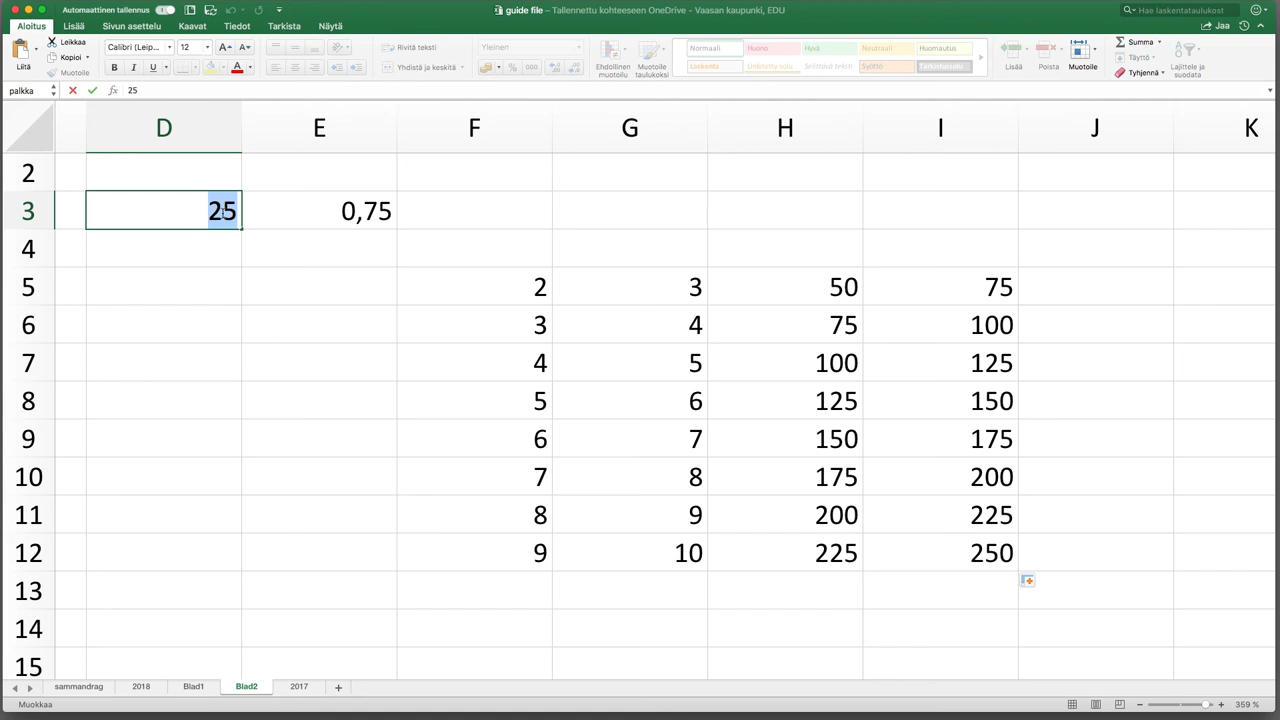 Automaattinen tallennus
guide file – Tallennettu kohteeseen OneDrive - Vaasan kaupunki, EDU
Hae laskentataulukost
Aloitus Lisää Sivun asettelu Kaavat Tiedot Tarkista Näytä
Jaa
Liitä
Leikkaa
Kopioi
Muotoile
Calibri (Leip... 12
Rivitä teksti
Yhdistä ja keskitä
Yleinen
Ehdollinen muotoilu
Muotoile taulukoksi
Normaali Huono Hyvä Neutraali Huomautus
Laskenta Linkitetty solu Selittävä teksti Syöttö Tarkistussolu
Lisää Poista Muotoile
Summa
Täyttö
Tyhjennä
Lajittele ja suodata
palkka fx 25
D E F G H I J K
2
3 25 0,75
4
5 2 3 50 75
6 3 4 75 100
7 4 5 100 125
8 5 6 125 150
9 6 7 150 175
10 7 8 175 200
11 8 9 200 225
12 9 10 225 250
13
14
15
sammandrag 2018 Blad1 Blad2 2017
Muokkaa 359 %